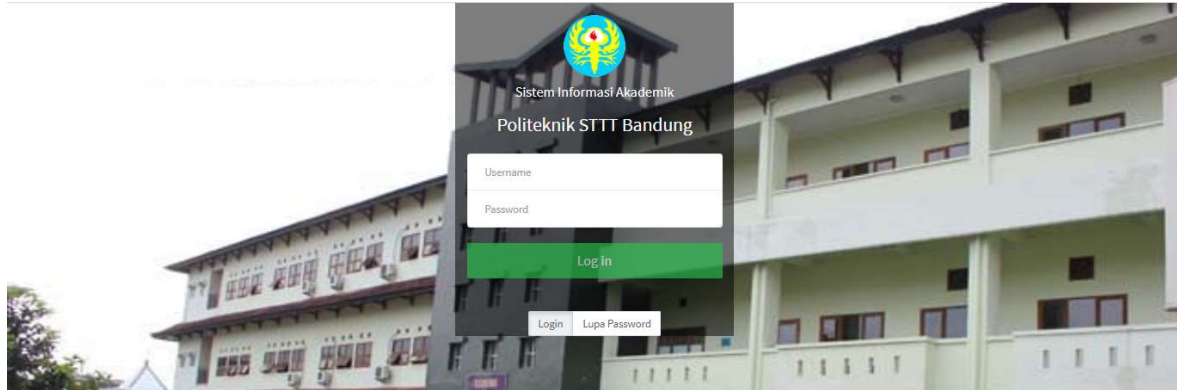 Sistem Informasi Akademik
Politeknik STTT Bandung
Username
Password
Log in
Login
Lupa Password